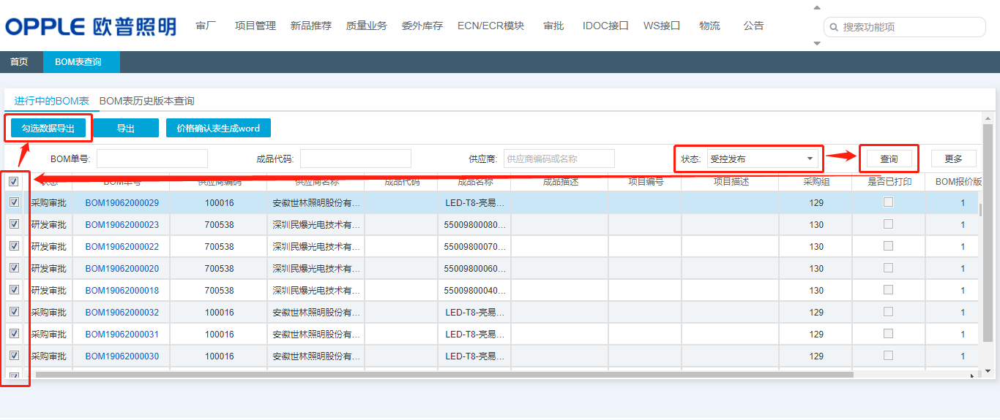 OPPLE 欧普照明 审厂 项目管理 新品推荐 质量业务 委外库存 ECN/ECR模块 审批 IDOC接口 WS接口 物流 公告 搜索功能项
首页 BOM表查询
进行中的BOM表 BOM表历史版本查询
勾选数据导出 导出 价格确认表生成word
BOM单号: 成品代码: 供应商: 供应商编码或名称 状态: 受控发布 查询 更多
状态 BOM单号 供应商编码 供应商名称 成品代码 成品名称 成品描述 项目编号 项目描述 采购组 是否已打印 BOM报价版
采购审批 BOM19062000029 100016 安徽世林照明股份有... LED-T8-亮易... 129 1
研发审批 BOM19062000023 700538 深圳民爆光电技术有... 55009800080... 130 1
研发审批 BOM19062000022 700538 深圳民爆光电技术有... 55009800070... 130 1
研发审批 BOM19062000020 700538 深圳民爆光电技术有... 55009800060... 130 1
研发审批 BOM19062000018 700538 深圳民爆光电技术有... 55009800040... 130 1
采购审批 BOM19062000032 100016 安徽世林照明股份有... LED-T8-亮易... 129 1
采购审批 BOM19062000031 100016 安徽世林照明股份有... LED-T8-亮易... 129 1
采购审批 BOM19062000030 100016 安徽世林照明股份有... LED-T8-亮易... 129 1